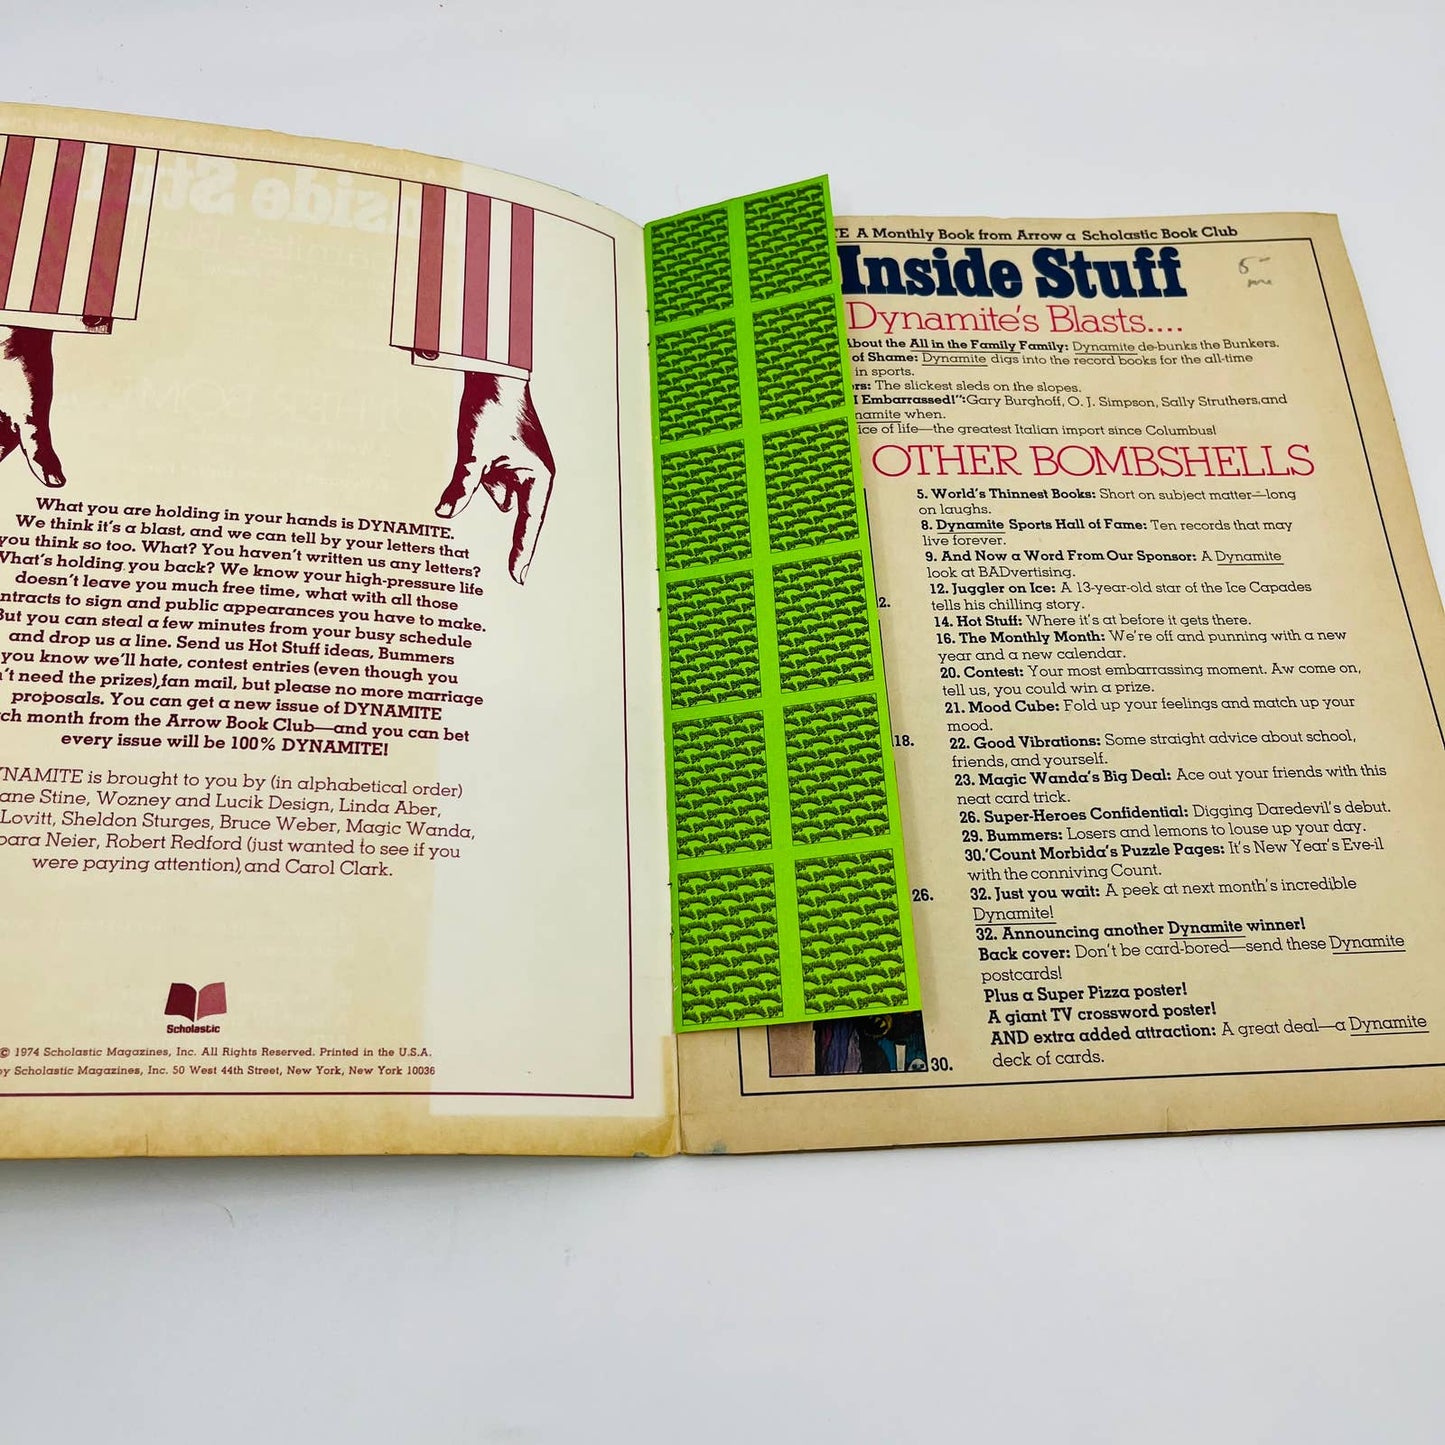 What you are holding in your hands is DYNAMITE.
We think it's a blast, and we can tell by your letters that
you think so too. What? You haven't written us any letters?
What's holding you back? We know your high-pressure life
doesn't leave you much free time, what with all those
to sign and public appearances you have to make.
But you can steal a few minutes from your busy schedule
and drop us a line. Send us Hot Stuff ideas, Bummers
you know we'll hate, contest entries (even though you
need the prizes),fan mail, but please no more marriage
proposals. You can get a new issue of DYNAMITE
month from the Arrow Book Club—and you can bet
every issue will be 100% DYNAMITE!
is brought to you by (in alphabetical order)
Stine, Wozney and Lucik Design, Linda Aber,
Lovitt, Sheldon Sturges, Bruce Weber, Magic Wanda,
Neier, Robert Redford (just wanted to see if you
were paying attention), and Carol Clark.
Scholastic
© 1974 Scholastic Magazines, Inc. All Rights Reserved. Printed in the U.S.A.
by Scholastic Magazines, Inc. 50 West 44th Street, New York, New York 10036
A Monthly Book from Arrow a Scholastic Book Club
Inside Stuff
Dynamite's Blasts....
About the All in the Family Family: Dynamite de-bunks the Bunkers.
of Shame: Dynamite digs into the record books for the all-time
in sports.
The slickest sleds on the slopes.
I Embarrassed!":Gary Burghoff, O. J. Simpson, Sally Struthers,and
when.
of life—the greatest Italian import since Columbus!
OTHER BOMBSHELLS
5. World's Thinnest Books: Short on subject matter—long
on laughs.
8. Dynamite Sports Hall of Fame: Ten records that may
live forever.
9. And Now a Word From Our Sponsor: A Dynamite
look at BADvertising.
12. Juggler on Ice: A 13-year-old star of the Ice Capades
tells his chilling story.
14. Hot Stuff: Where it's at before it gets there.
16. The Monthly Month: We're off and punning with a new
year and a new calendar.
20. Contest: Your most embarrassing moment. Aw come on,
tell us, you could win a prize.
21. Mood Cube: Fold up your feelings and match up your
mood.
18.
22. Good Vibrations: Some straight advice about school,
friends, and yourself.
23. Magic Wanda's Big Deal: Ace out your friends with this
neat card trick.
26. Super-Heroes Confidential: Digging Daredevil's debut.
29. Bummers: Losers and lemons to louse up your day.
30. Count Morbida's Puzzle Pages: It's New Year's Eve-il
with the conniving Count.
26.
32. Just you wait: A peek at next month's incredible
Dynamite!
32. Announcing another Dynamite winner!
Back cover: Don't be card-bored—send these Dynamite
postcards!
Plus a Super Pizza poster!
A giant TV crossword poster!
AND extra added attraction: A great deal—a Dynamite
deck of cards.
30.